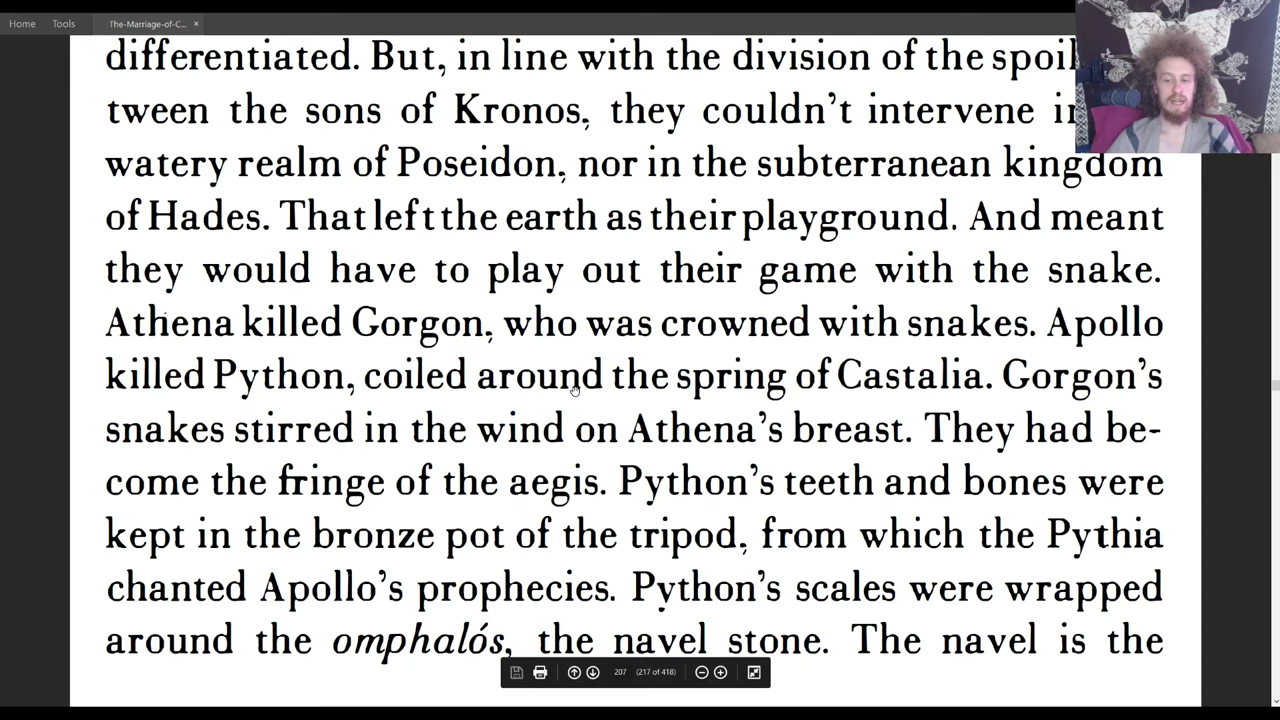 Home Tools The-Marriage-of-C... ×
differentiated. But, in line with the division of the spoil
tween the sons of Kronos, they couldn't intervene i
watery realm of Poseidon, nor in the subterranean kingdom
of Hades. That left the earth as their playground. And meant
they would have to play out their game with the snake.
Athena killed Gorgon, who was crowned with snakes. Apollo
killed Python, coiled around the spring of Castalia. Gorgon's
snakes stirred in the wind on Athena's breast. They had be-
come the fringe of the aegis. Python's teeth and bones were
kept in the bronze pot of the tripod, from which the Pythia
chanted Apollo's prophecies. Python's scales were wrapped
around the omphalós, the navel stone. The navel is the
207 (217 of 418)